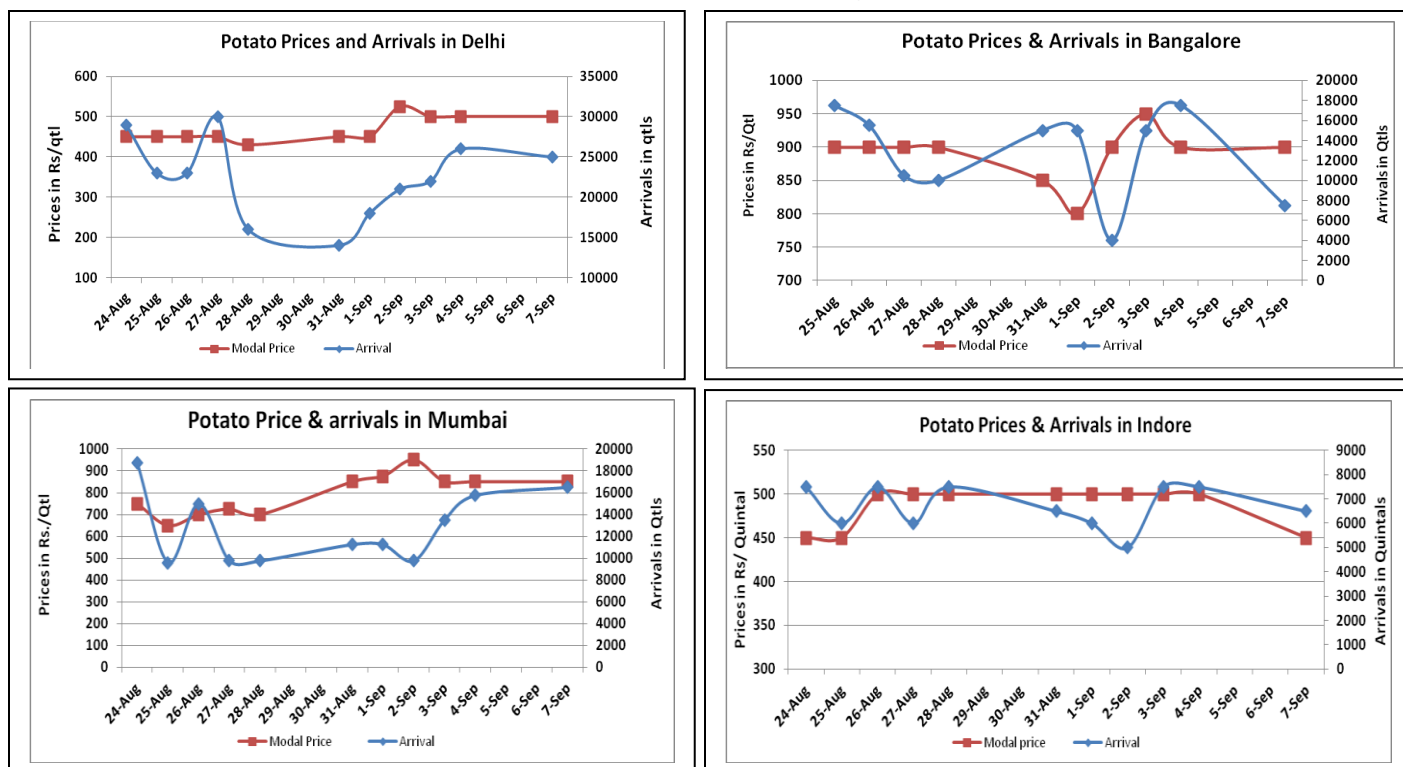 Potato Prices and Arrivals in Delhi
Prices in Rs/qtl
600
500
400
300
200
100
35000
30000
25000
20000
15000
10000
Arrivals in qtls
24-Aug
25-Aug
26-Aug
27-Aug
28-Aug
29-Aug
30-Aug
31-Aug
1-Sep
2-Sep
3-Sep
4-Sep
5-Sep
6-Sep
7-Sep
Modal Price
Arrival
Potato Prices & Arrivals in Bangalore
Prices in Rs/Qtl
1000
950
900
850
800
750
700
20000
18000
16000
14000
12000
10000
8000
6000
4000
2000
0
Arrivals in Qtls
25-Aug
26-Aug
27-Aug
28-Aug
29-Aug
30-Aug
31-Aug
1-Sep
2-Sep
3-Sep
4-Sep
5-Sep
6-Sep
7-Sep
Modal Price
Arrival
Potato Price & arrivals in Mumbai
Prices in Rs./Qtl
1000
900
800
700
600
500
400
300
200
100
0
20000
18000
16000
14000
12000
10000
8000
6000
4000
2000
0
Arrivals in Qtls
24-Aug
25-Aug
26-Aug
27-Aug
28-Aug
29-Aug
30-Aug
31-Aug
1-Sep
2-Sep
3-Sep
4-Sep
5-Sep
6-Sep
7-Sep
Modal Price
Arrival
Potato Prices & Arrivals in Indore
Prices in Rs/ Quintal
550
500
450
400
350
300
9000
8000
7000
6000
5000
4000
3000
2000
1000
0
Arrivals in Quintals
24-Aug
25-Aug
26-Aug
27-Aug
28-Aug
29-Aug
30-Aug
31-Aug
1-Sep
2-Sep
3-Sep
4-Sep
5-Sep
6-Sep
7-Sep
Modal price
Arrival